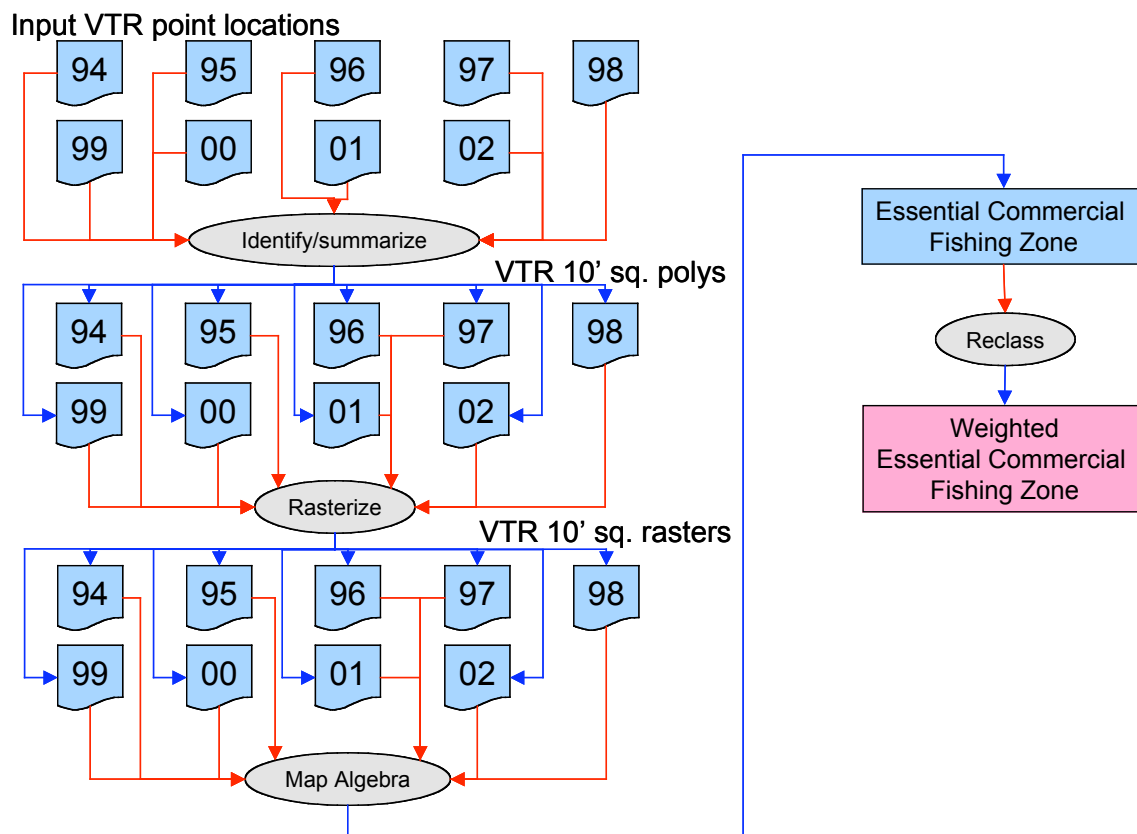 Input VTR point locations
94 95 96 97 98
99 00 01 02
Identify/summarize
VTR 10' sq. polys
94 95 96 97 98
99 00 01 02
Rasterize
VTR 10' sq. rasters
94 95 96 97 98
99 00 01 02
Map Algebra
Essential Commercial
Fishing Zone
Reclass
Weighted
Essential Commercial
Fishing Zone